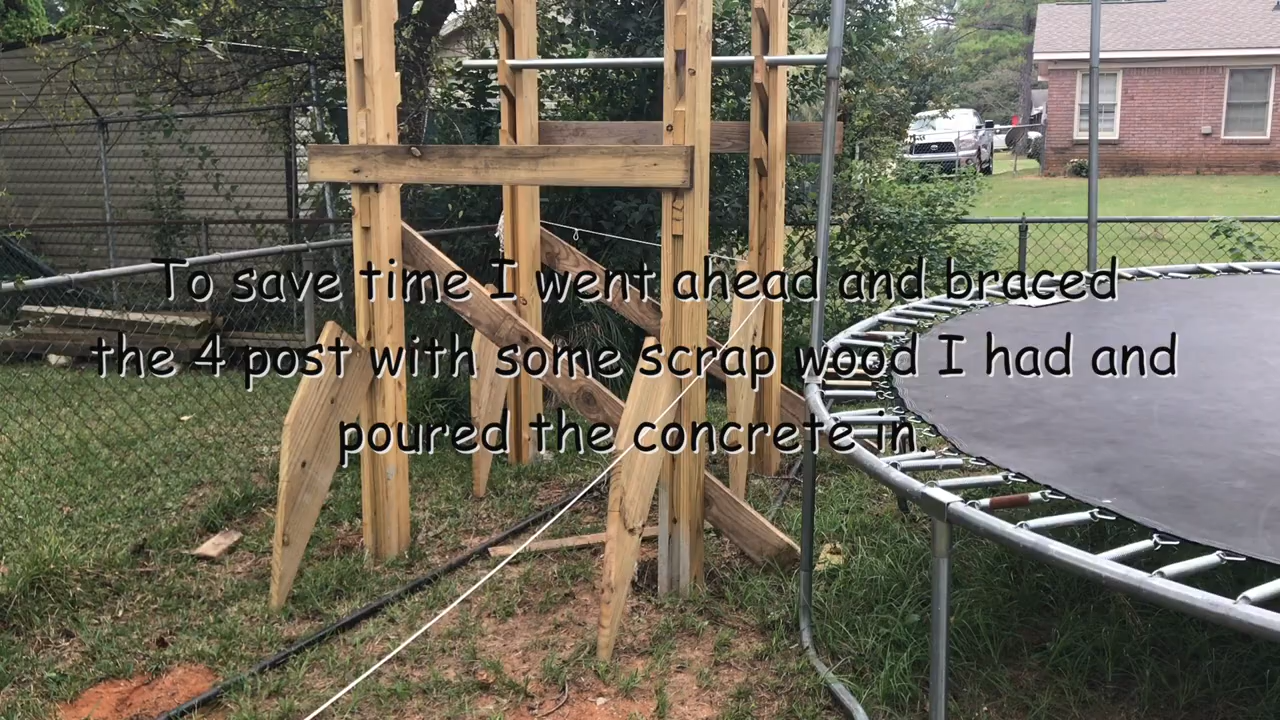 To save time I went ahead and braced
the 4 post with some scrap wood I had and
poured the concrete in.